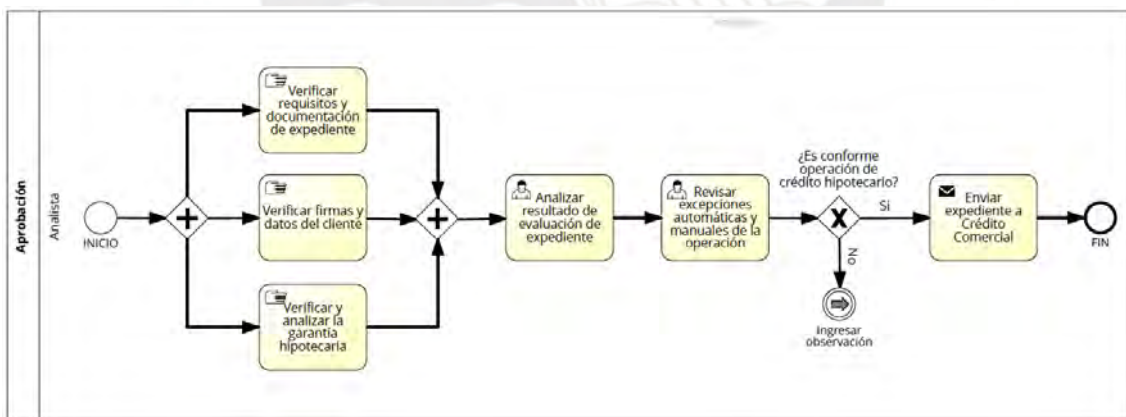 Aprobación
Analista
INICIO
Verificar
requisitos y
documentación
de expediente
Verificar firmas y
datos del cliente
Verificar y
analizar la
garantía
hipotecaria
Analizar
resultado de
evaluación de
expediente
Revisar
excepciones
automáticas y
manuales de la
operación
¿Es conforme
operación de
crédito hipotecario?
Si
No
Ingresar
observación
Enviar
expediente a
Crédito
Comercial
FIN